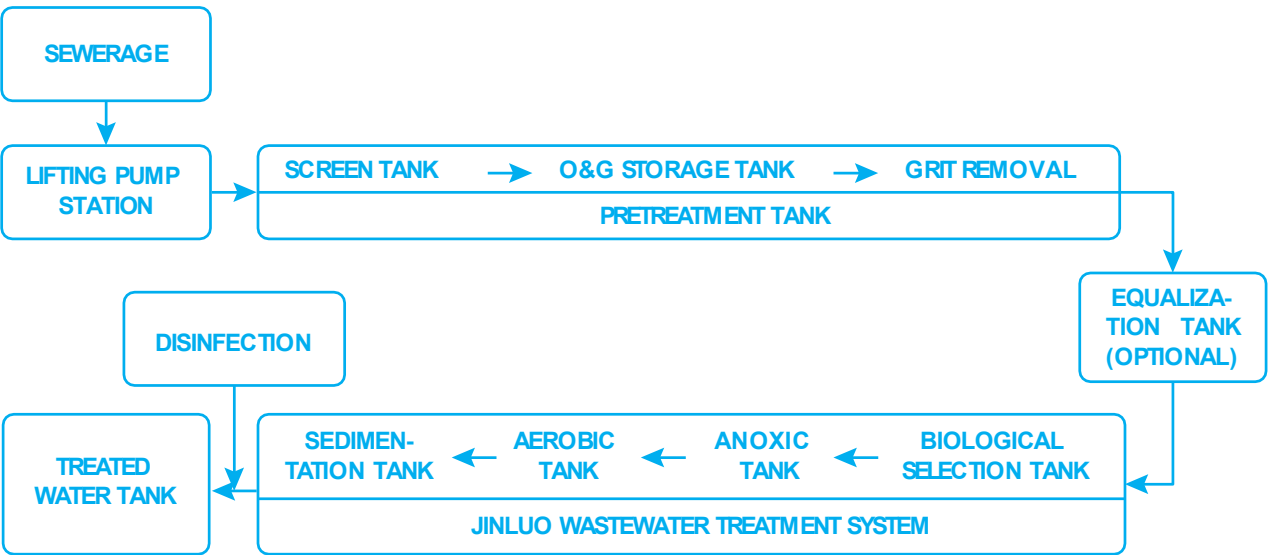 SEWERAGE
LIFTING PUMP
STATION
SCREEN TANK
O&G STORAGE TANK
GRIT REMOVAL
PRETREATMENT TANK
EQUALIZA-
TION TANK
(OPTIONAL)
BIOLOGICAL
SELECTION TANK
ANOXIC
TANK
AEROBIC
TANK
SEDIMEN-
TATION TANK
JINLUO WASTEWATER TREATMENT SYSTEM
DISINFECTION
TREATED
WATER TANK